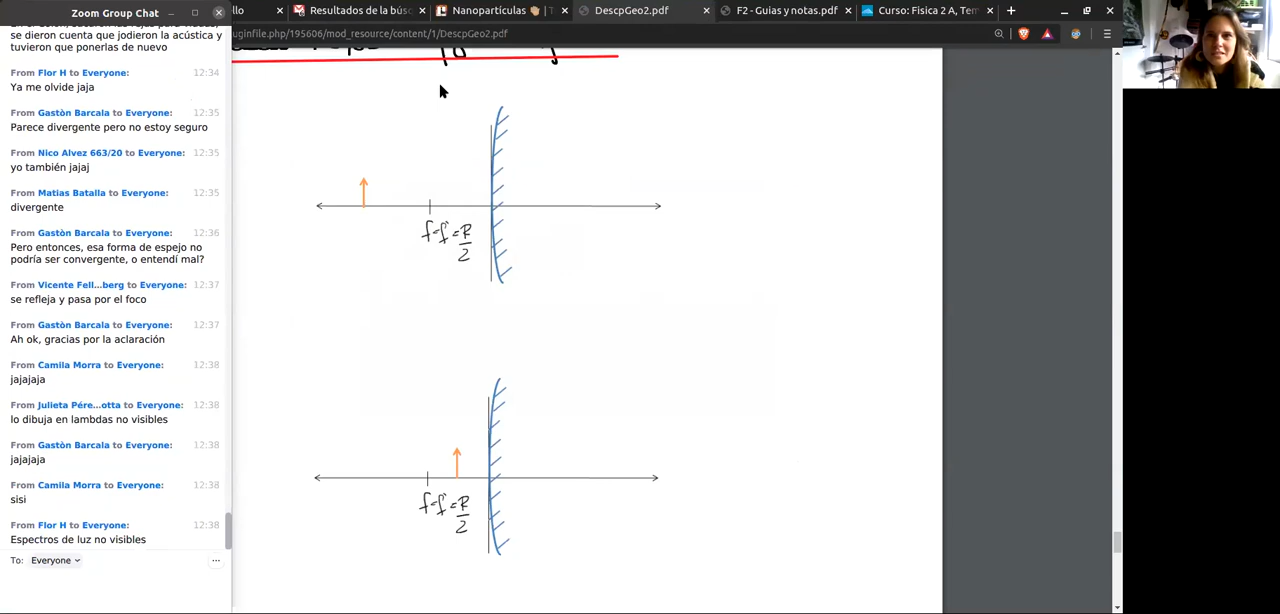 Zoom Group Chat
se dieron cuenta que jodieron la acústica y
tuvieron que ponerlas de nuevo
From Flor H to Everyone: 12:34
Ya me olvide jaja
From Gastòn Barcala to Everyone: 12:35
Parece divergente pero no estoy seguro
From Nico Alvez 663/20 to Everyone: 12:35
yo también jajaj
From Matias Batalla to Everyone: 12:35
divergente
From Gastòn Barcala to Everyone: 12:36
Pero entonces, esa forma de espejo no
podría ser convergente, o entendí mal?
From Vicente Fell...berg to Everyone: 12:37
se refleja y pasa por el foco
From Gastòn Barcala to Everyone: 12:37
Ah ok, gracias por la aclaración
From Camila Morra to Everyone: 12:38
jajajaja
From Julieta Pére...otta to Everyone: 12:38
lo dibuja en lambdas no visibles
From Gastòn Barcala to Everyone: 12:38
jajajaja
From Camila Morra to Everyone: 12:38
sisi
From Flor H to Everyone: 12:38
Espectros de luz no visibles
To: Everyone
llo
Resultados de la búsc
Nanopartículas
DescpGeo2.pdf
F2 - Guias y notas.pdf
Curso: Fisica 2 A, Tem
uginfile.php/195606/mod_resource/content/1/DescpGeo2.pdf
f=f'=R/2
f=f'=R/2